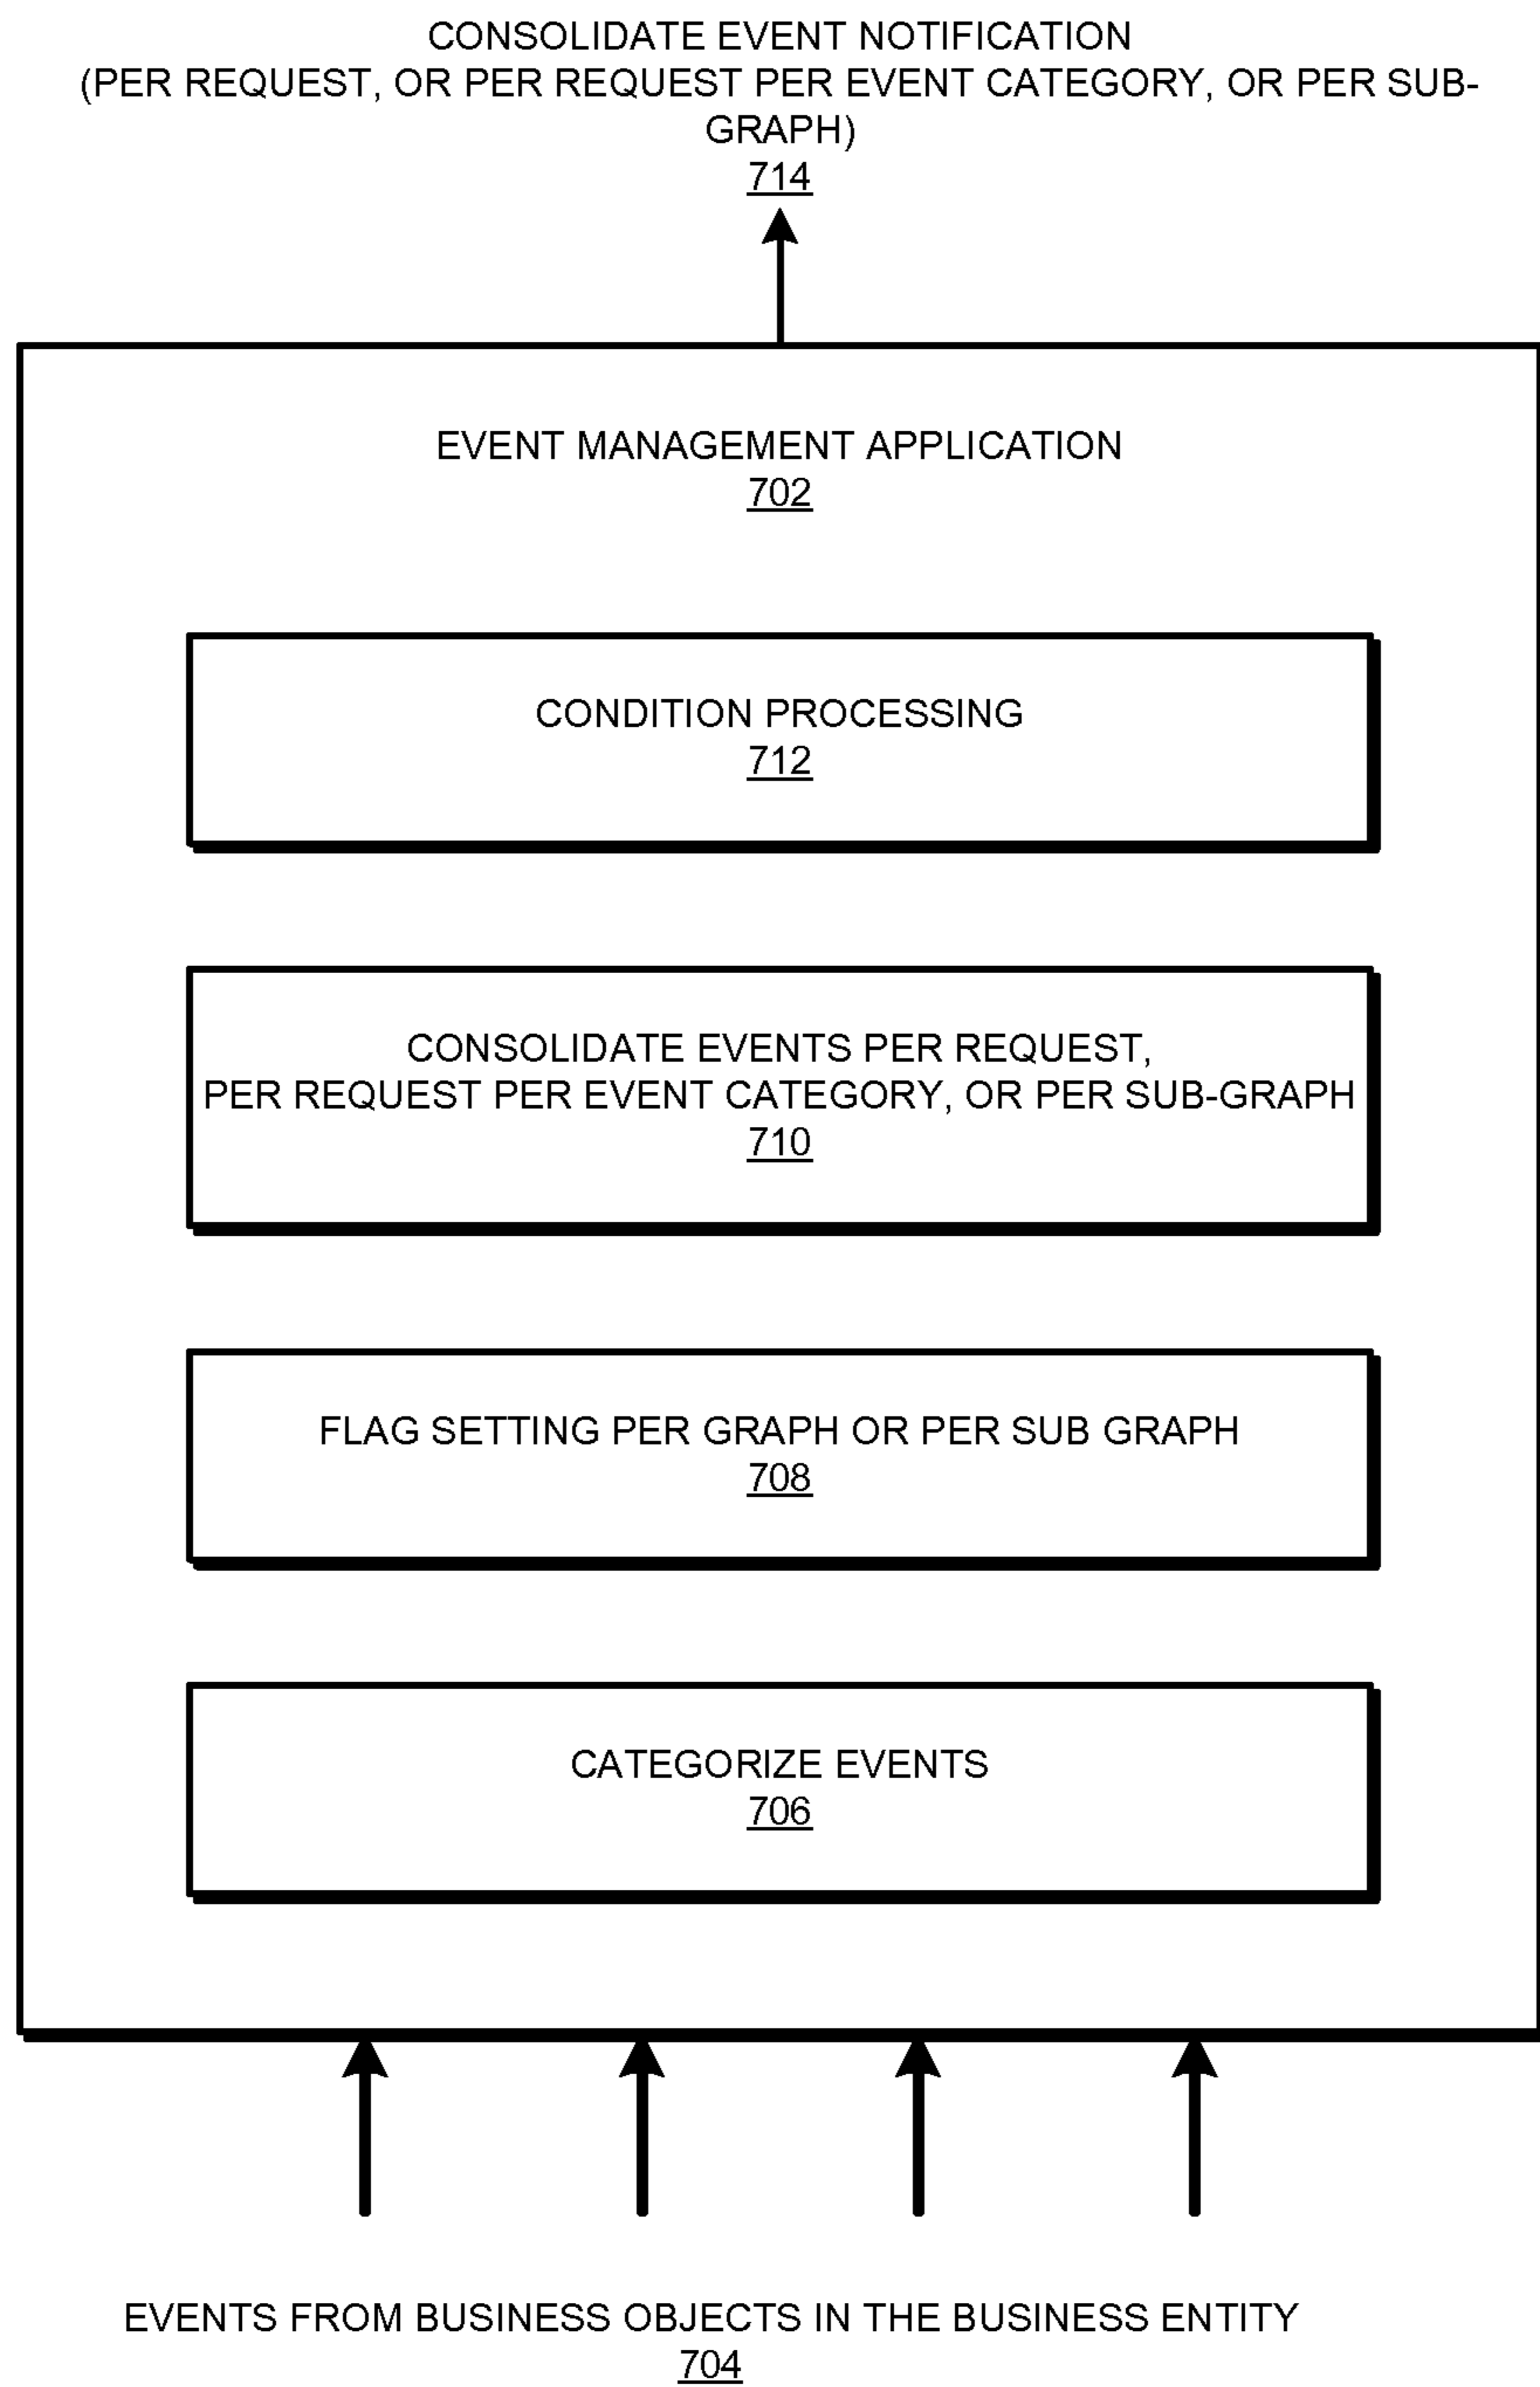 CONSOLIDATE EVENT NOTIFICATION
(PER REQUEST, OR PER REQUEST PER EVENT CATEGORY, OR PER SUB-
GRAPH)
714
EVENT MANAGEMENT APPLICATION
702
CONDITION PROCESSING
712
CONSOLIDATE EVENTS PER REQUEST,
PER REQUEST PER EVENT CATEGORY, OR PER SUB-GRAPH
710
FLAG SETTING PER GRAPH OR PER SUB GRAPH
708
CATEGORIZE EVENTS
706
EVENTS FROM BUSINESS OBJECTS IN THE BUSINESS ENTITY
704